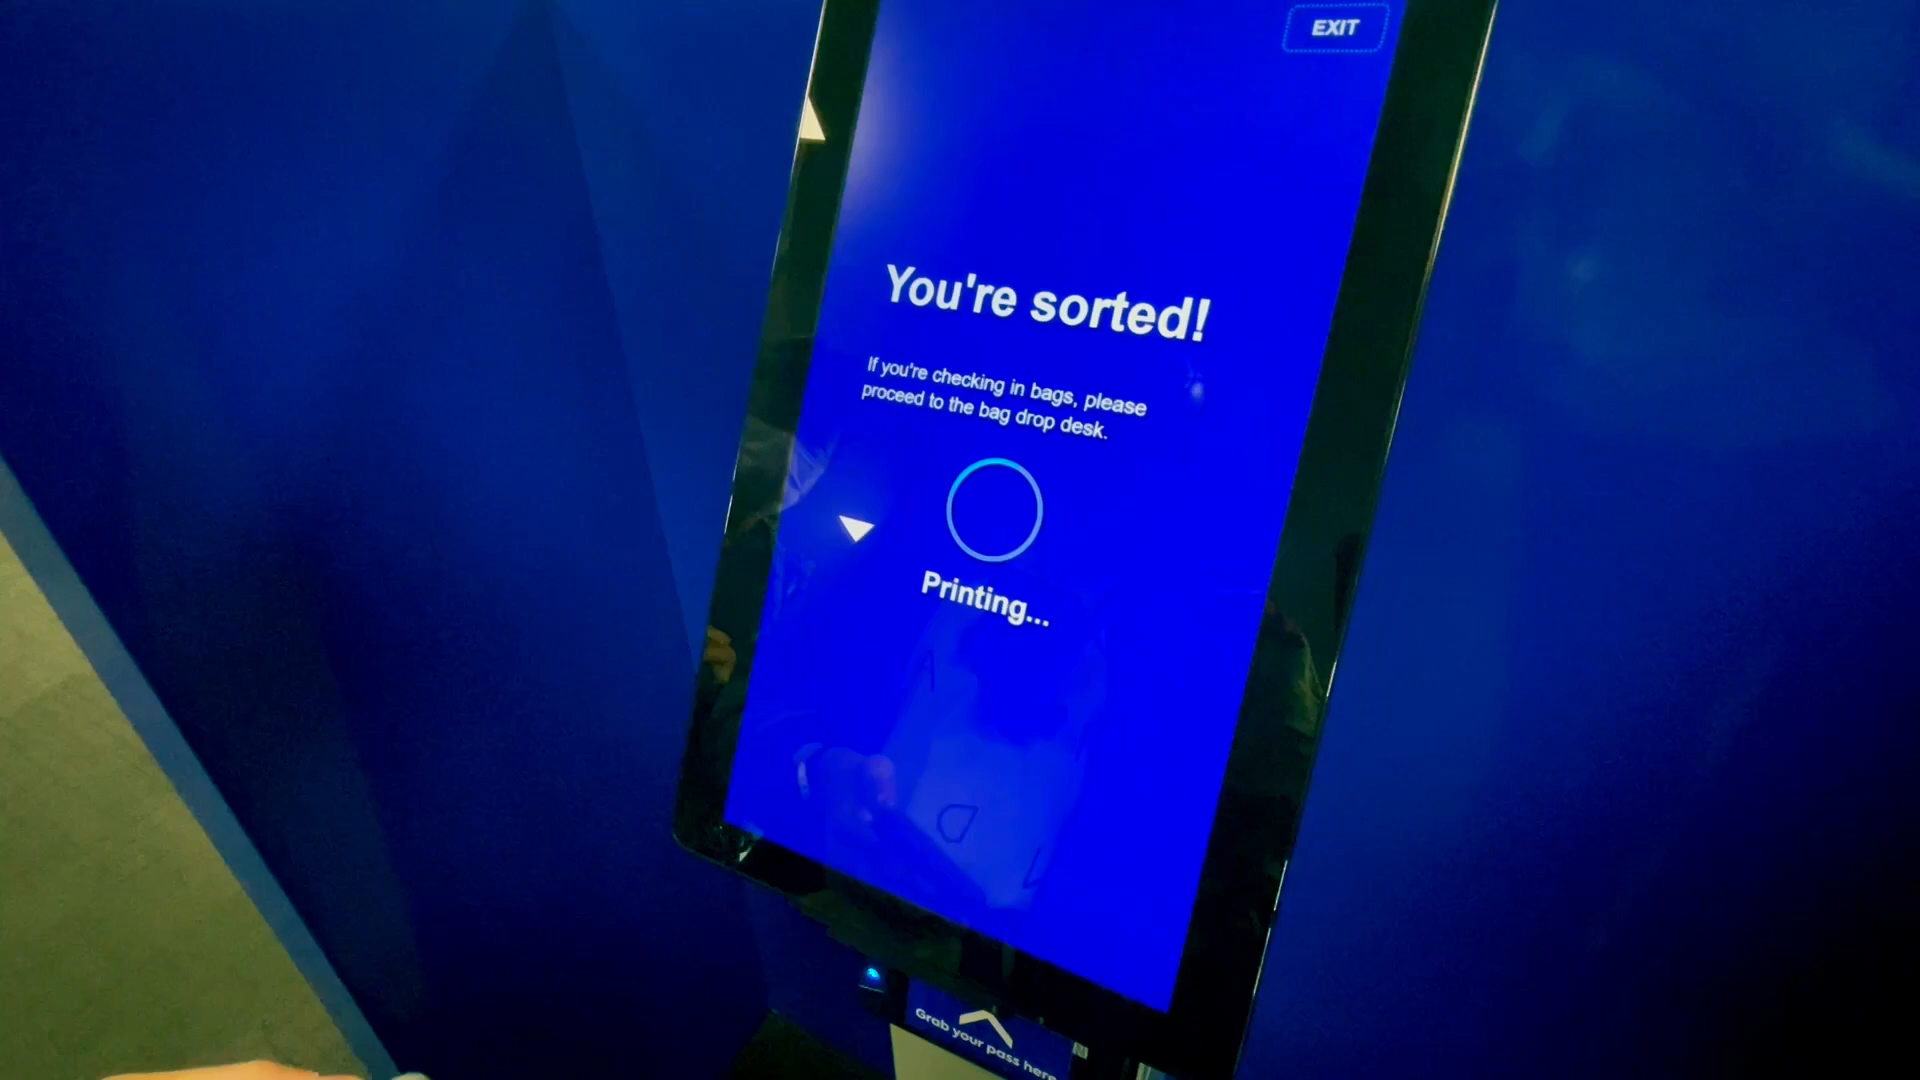 EXIT
You're sorted!
If you're checking in bags, please
proceed to the bag drop desk.
Printing...
Grab your pass here